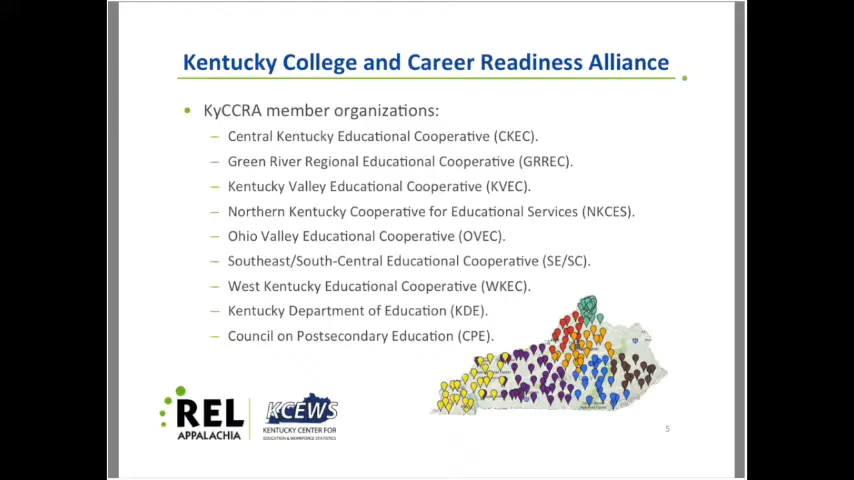 Kentucky College and Career Readiness Alliance
• KyCCRA member organizations:
– Central Kentucky Educational Cooperative (CKEC).
– Green River Regional Educational Cooperative (GRREC).
– Kentucky Valley Educational Cooperative (KVEC).
– Northern Kentucky Cooperative for Educational Services (NKCES).
– Ohio Valley Educational Cooperative (OVEC).
– Southeast/South-Central Educational Cooperative (SE/SC).
– West Kentucky Educational Cooperative (WKEC).
– Kentucky Department of Education (KDE).
– Council on Postsecondary Education (CPE).
REL
APPALACHIA
KCEWS
KENTUCKY CENTER FOR
EDUCATION & WORKFORCE STATISTICS
5